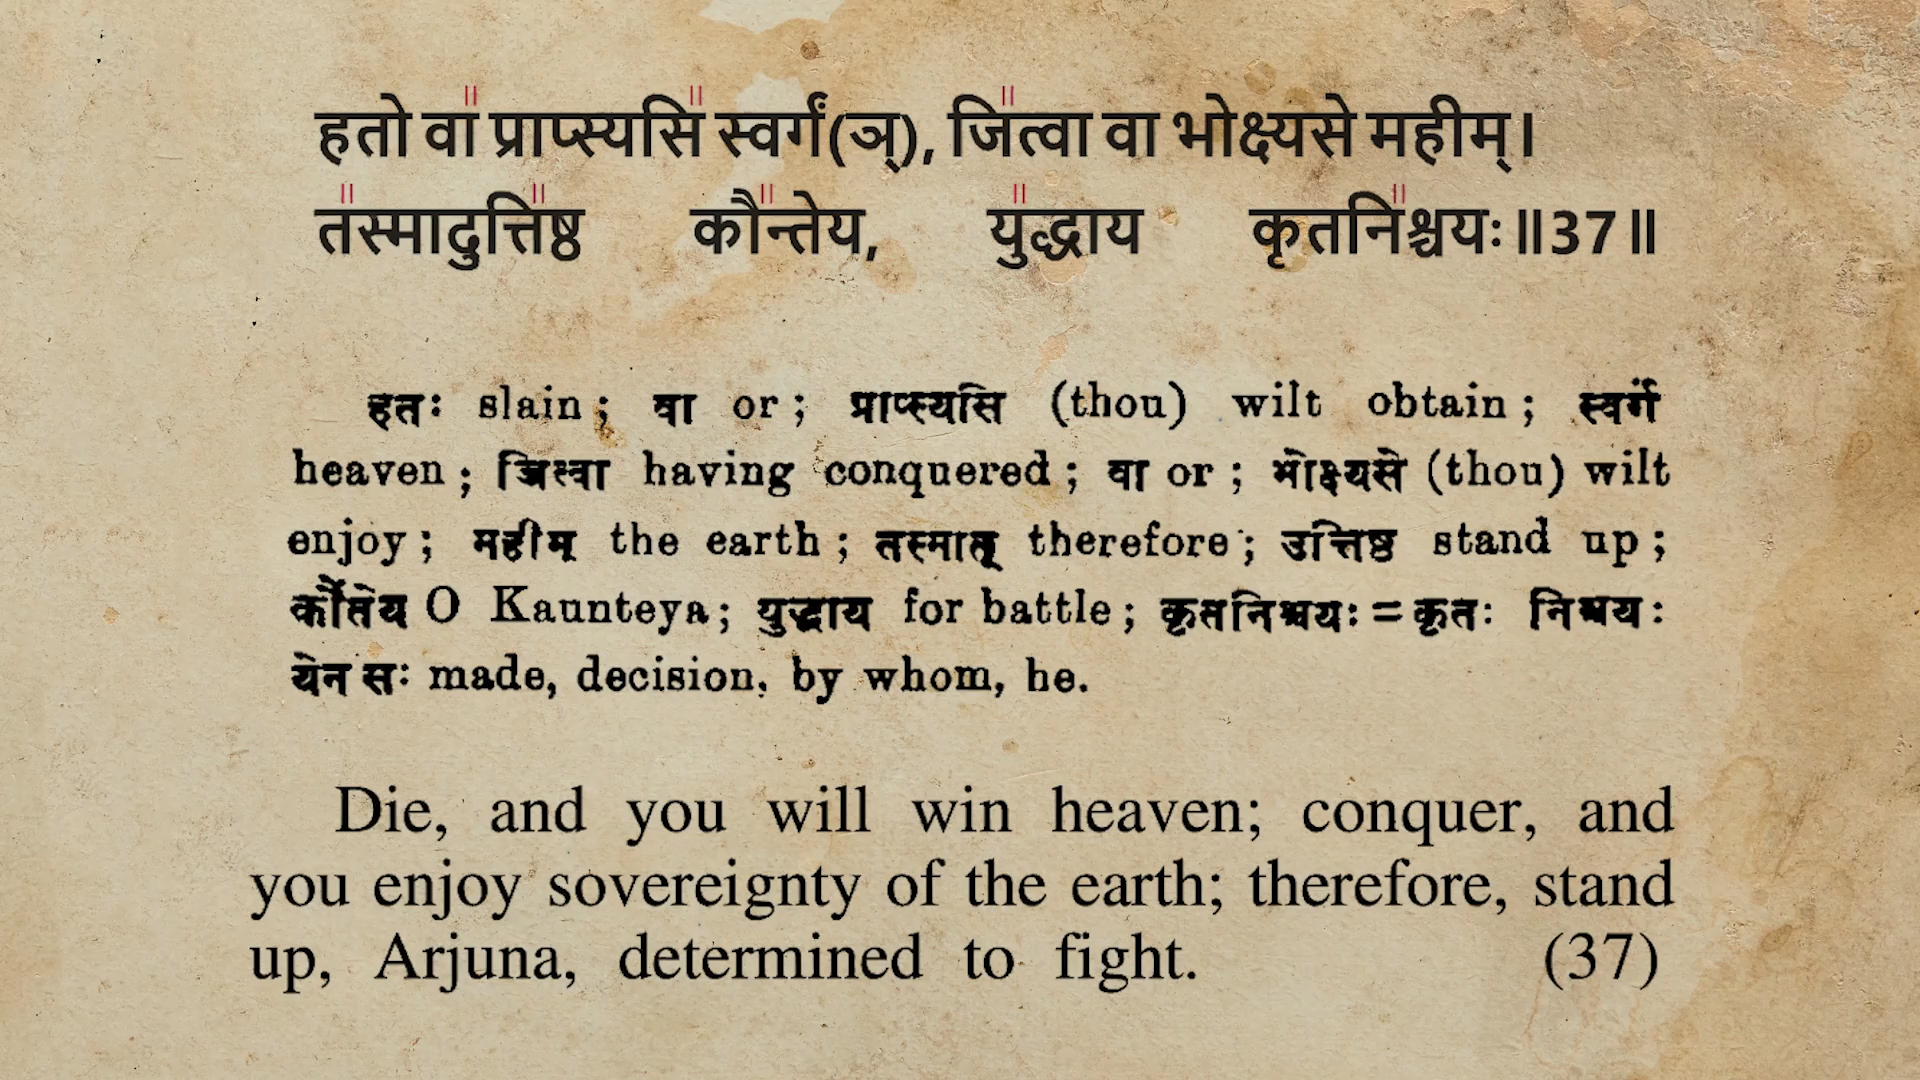 हतो वा प्राप्स्यसि स्वर्गं(ञ्), जित्वा वा भोक्ष्यसे महीम्।
तस्मादुत्तिष्ठ कौन्तेय, युद्धाय कृतनिश्चयः॥37॥
हतः slain; वा or; प्राप्स्यसि (thou) wilt obtain; स्वर्गं
heaven; जित्वा having conquered; वा or; भोक्ष्यसे (thou) wilt
enjoy; महीम् the earth; तस्मात् therefore; उत्तिष्ठ stand up;
कौंतेय O Kaunteya; युद्धाय for battle; कृतनिश्चयः = कृतः निश्चयः
येन सः made, decision, by whom, he.
Die, and you will win heaven; conquer, and
you enjoy sovereignty of the earth; therefore, stand
up, Arjuna, determined to fight. (37)